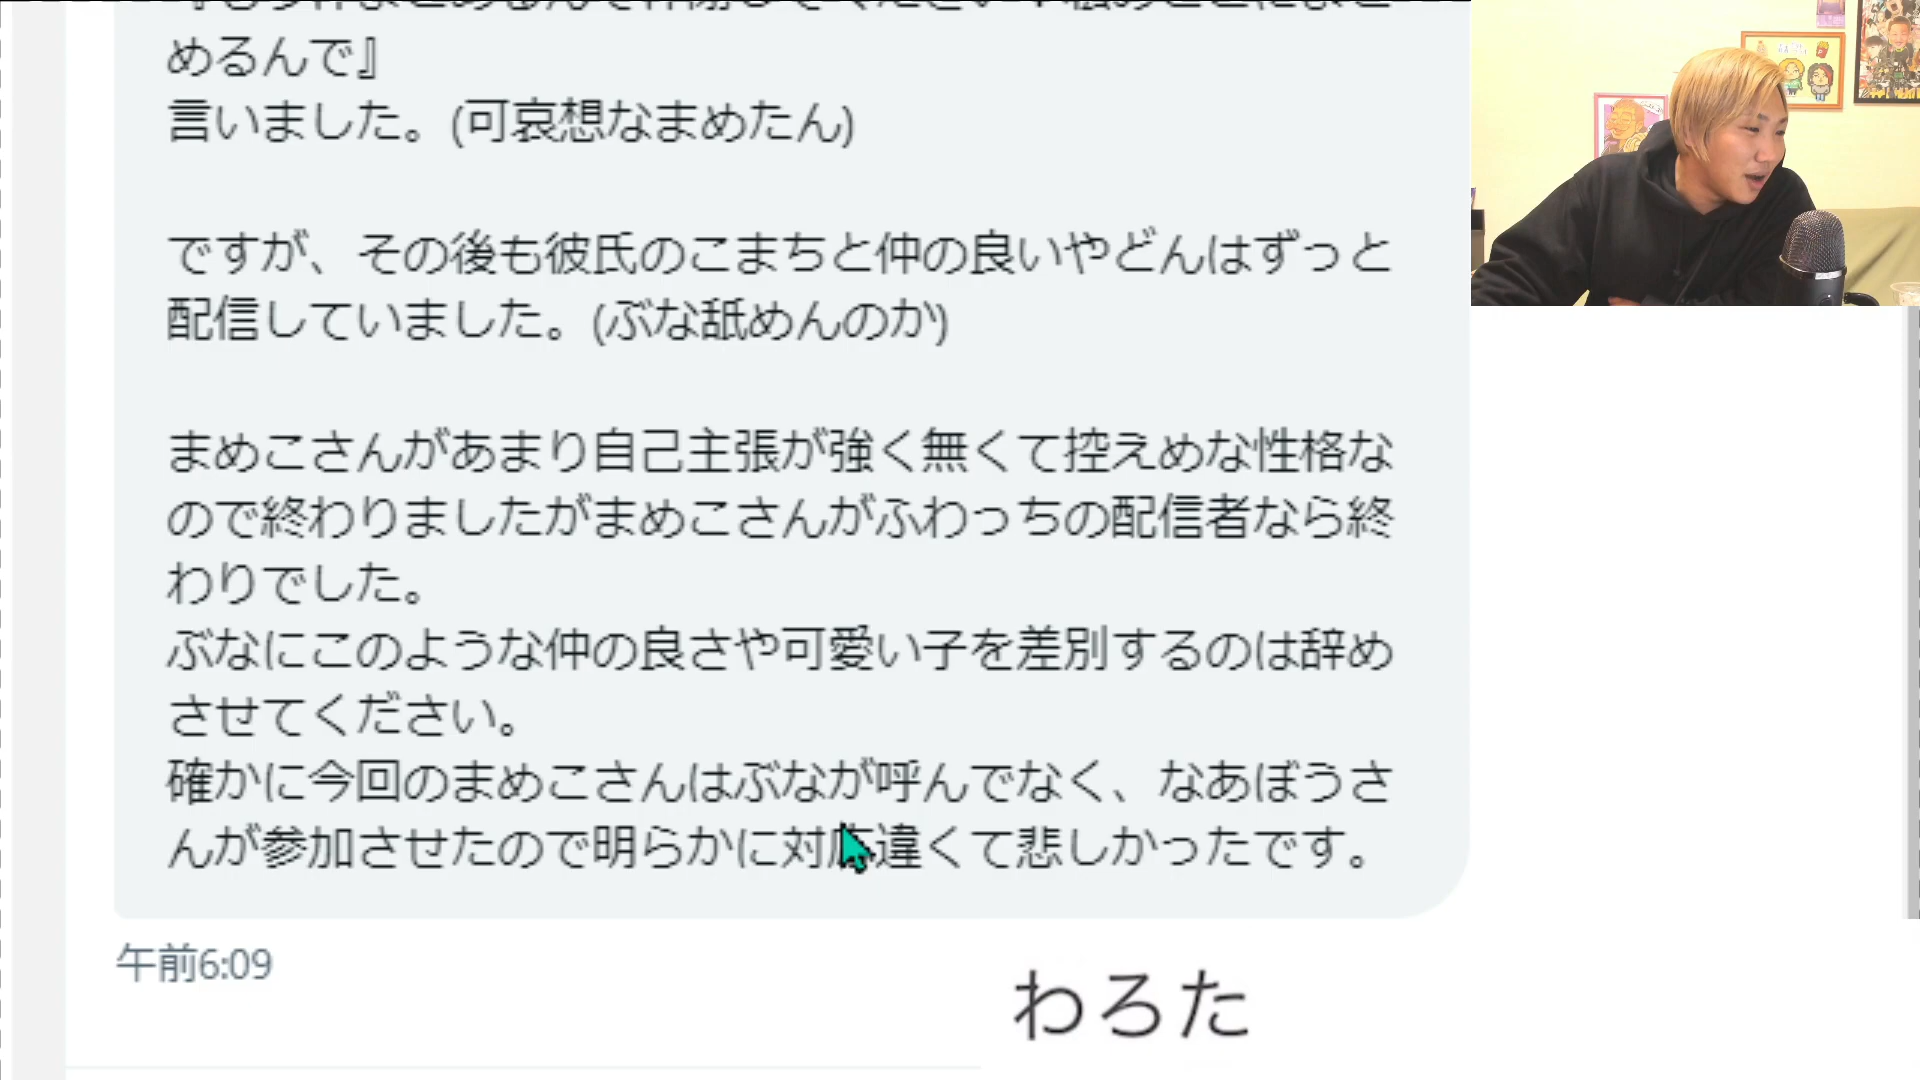 めるんで』
言いました。(可哀想なまめたん)
ですが、その後も彼氏のこまちと仲の良いやどんはずっと
配信していました。(ぶな舐めんのか)
まめこさんがあまり自己主張が強く無くて控えめな性格な
ので終わりましたがまめこさんがふわっちの配信者なら終
わりでした。
ぶなにこのような仲の良さや可愛い子を差別するのは辞め
させてください。
確かに今回のまめこさんはぶなが呼んでなく、なあぼうさ
んが参加させたので明らかに対応違くて悲しかったです。
午前6:09
わろた